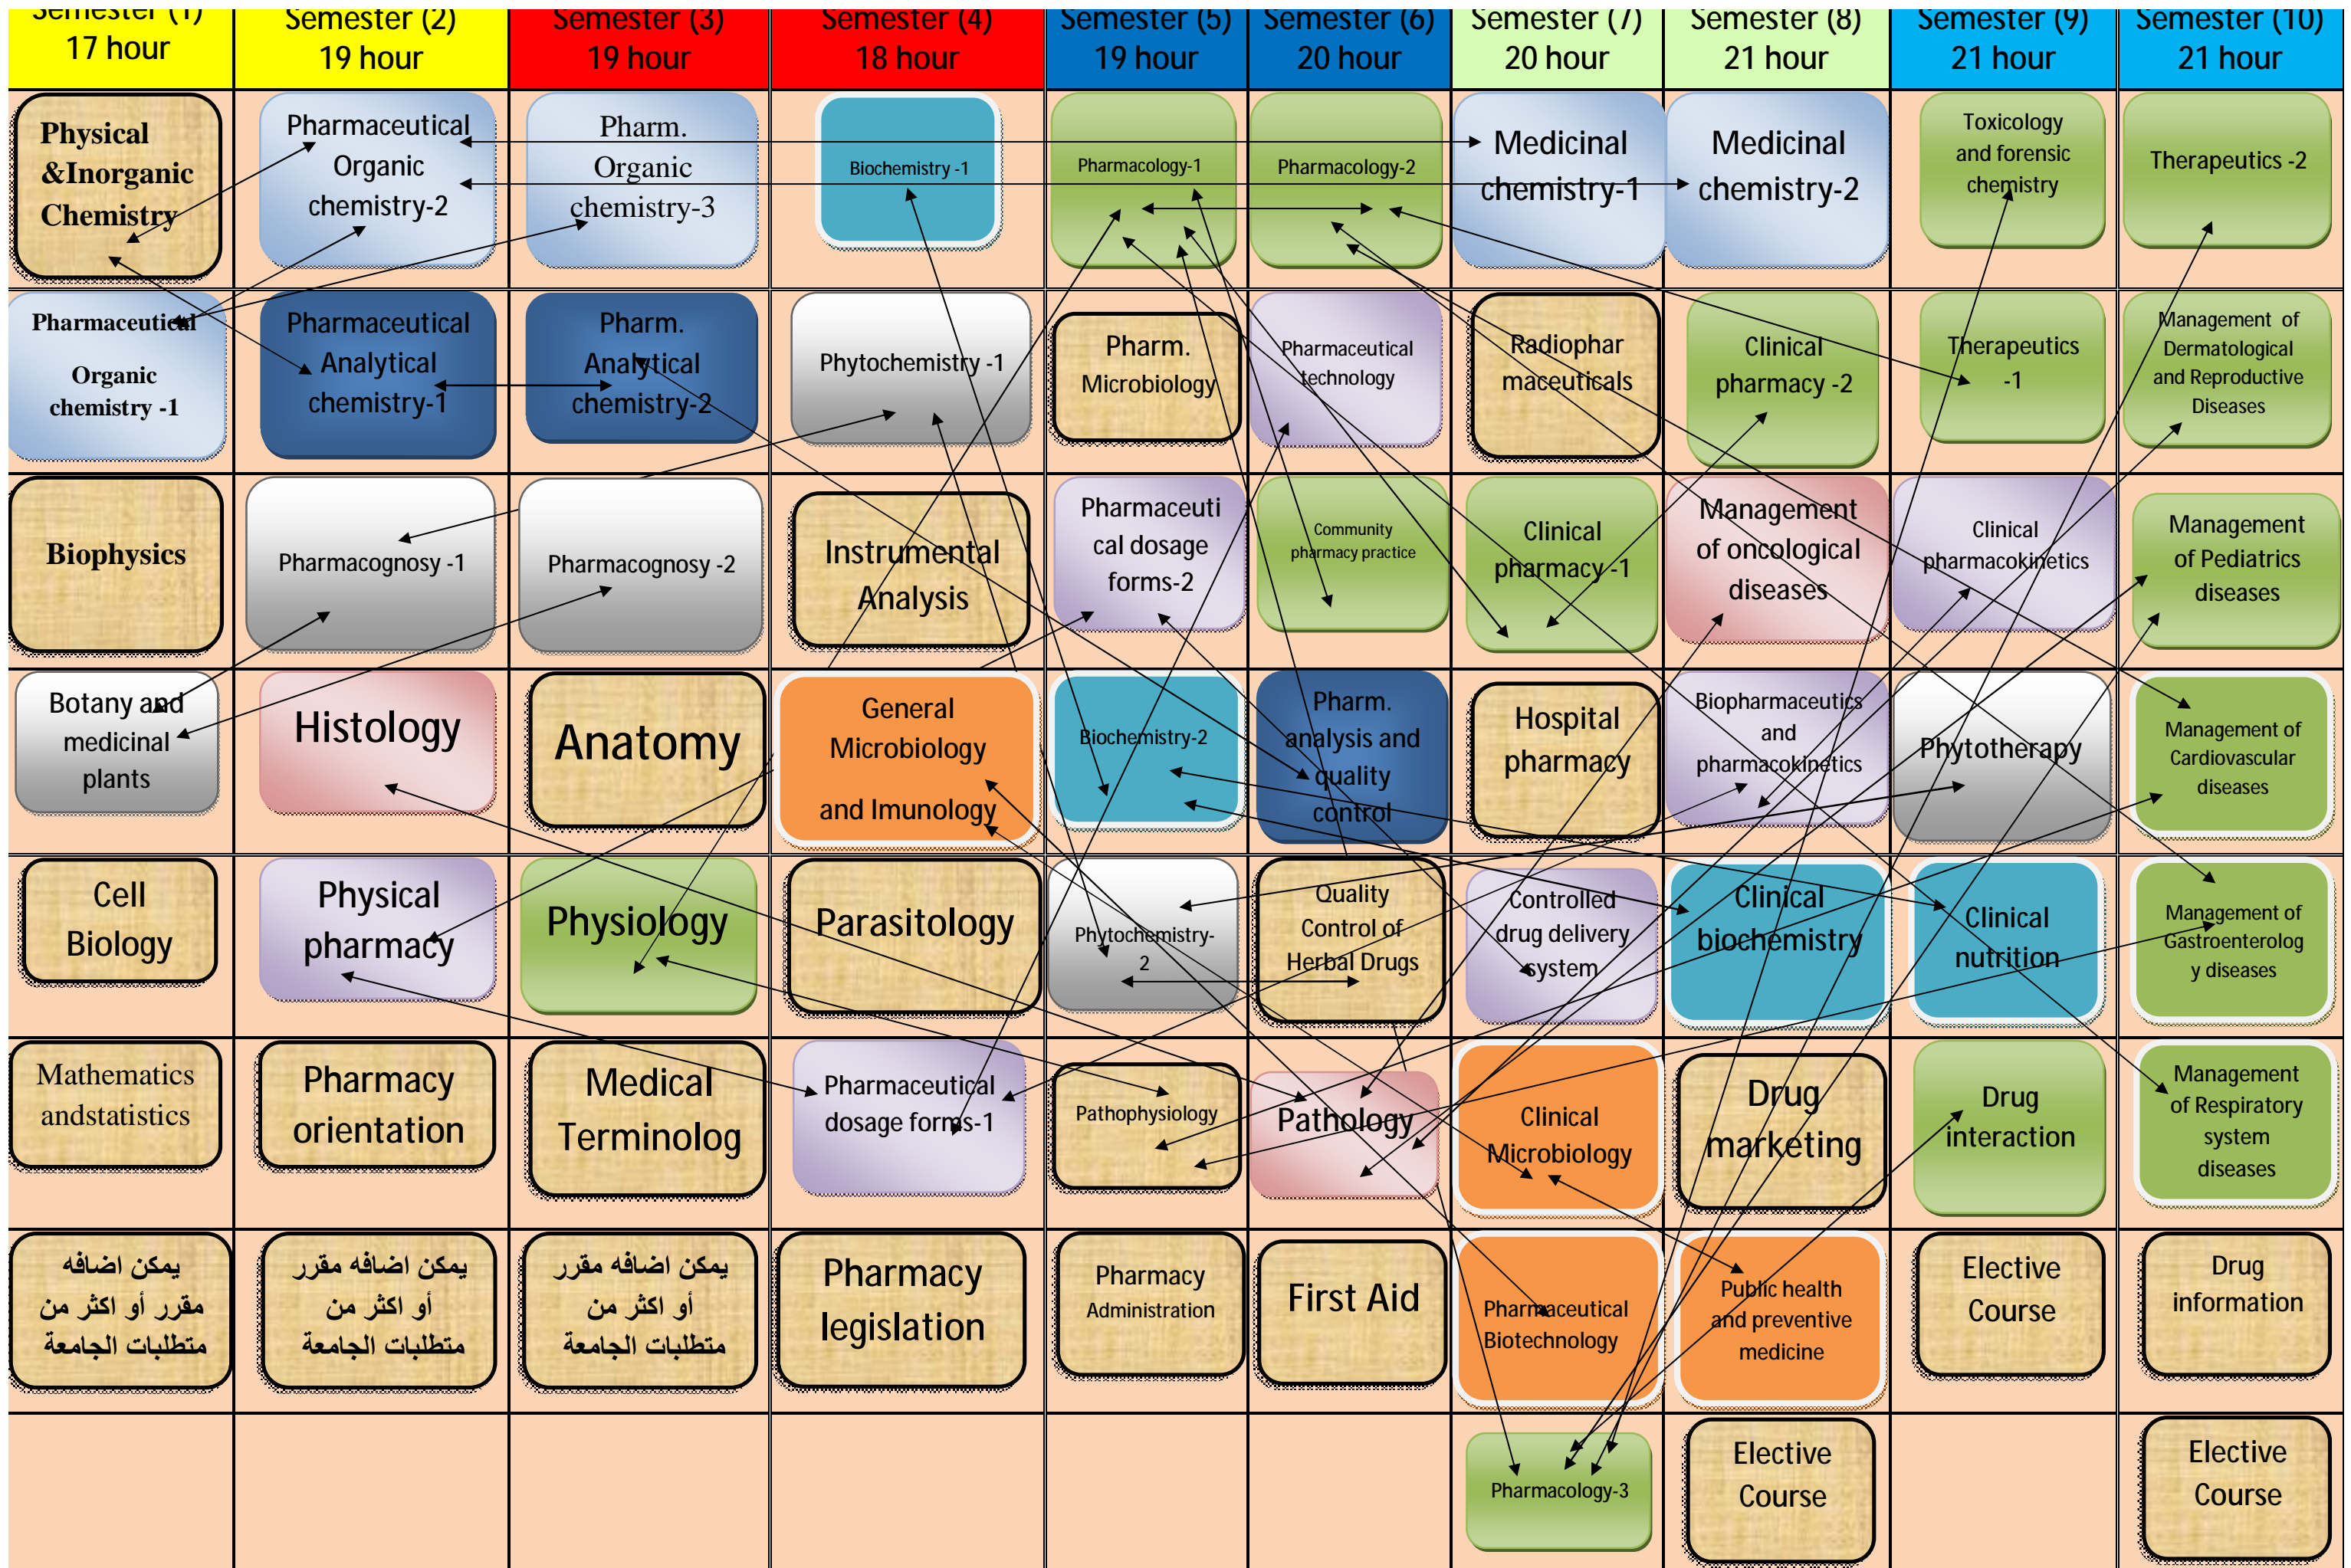 Semester (1)
17 hour
Semester (2)
19 hour
Semester (3)
19 hour
Semester (4)
18 hour
Semester (5)
19 hour
Semester (6)
20 hour
Semester (7)
20 hour
Semester (8)
21 hour
Semester (9)
21 hour
Semester (10)
21 hour
Physical
&Inorganic
Chemistry
Pharmaceutical
Organic
chemistry-2
Pharm.
Organic
chemistry-3
Biochemistry -1
Pharmacology-1
Pharmacology-2
Medicinal
chemistry-1
Medicinal
chemistry-2
Toxicology
and forensic
chemistry
Therapeutics -2
Pharmaceutical
Organic
chemistry -1
Pharmaceutical
Analytical
chemistry-1
Pharm.
Analytical
chemistry-2
Phytochemistry -1
Pharm.
Microbiology
Pharmaceutical
technology
Radiophar
maceuticals
Clinical
pharmacy -2
Therapeutics
-1
Management of
Dermatological
and Reproductive
Diseases
Biophysics
Pharmacognosy -1
Pharmacognosy -2
Instrumental
Analysis
Pharmaceuti
cal dosage
forms-2
Community
pharmacy practice
Clinical
pharmacy -1
Management
of oncological
diseases
Clinical
pharmacokinetics
Management
of Pediatrics
diseases
Botany and
medicinal
plants
Histology
Anatomy
General
Microbiology
and Imunology
Biochemistry-2
Pharm.
analysis and
quality
control
Hospital
pharmacy
Biopharmaceutics
and
pharmacokinetics
Phytotherapy
Management of
Cardiovascular
diseases
Cell
Biology
Physical
pharmacy
Physiology
Parasitology
Phytochemistry-
2
Quality
Control of
Herbal Drugs
Controlled
drug delivery
system
Clinical
biochemistry
Clinical
nutrition
Management of
Gastroenterolog
y diseases
Mathematics
andstatistics
Pharmacy
orientation
Medical
Terminolog
Pharmaceutical
dosage forms-1
Pathophysiology
Pathology
Clinical
Microbiology
Drug
marketing
Drug
interaction
Management
of Respiratory
system
diseases
يمكن اضافه
مقرر أو اكثر من
متطلبات الجامعة
يمكن اضافه مقرر
أو اكثر من
متطلبات الجامعة
يمكن اضافه مقرر
أو اكثر من
متطلبات الجامعة
Pharmacy
legislation
Pharmacy
Administration
First Aid
Pharmaceutical
Biotechnology
Public health
and preventive
medicine
Elective
Course
Drug
information
Pharmacology-3
Elective
Course
Elective
Course